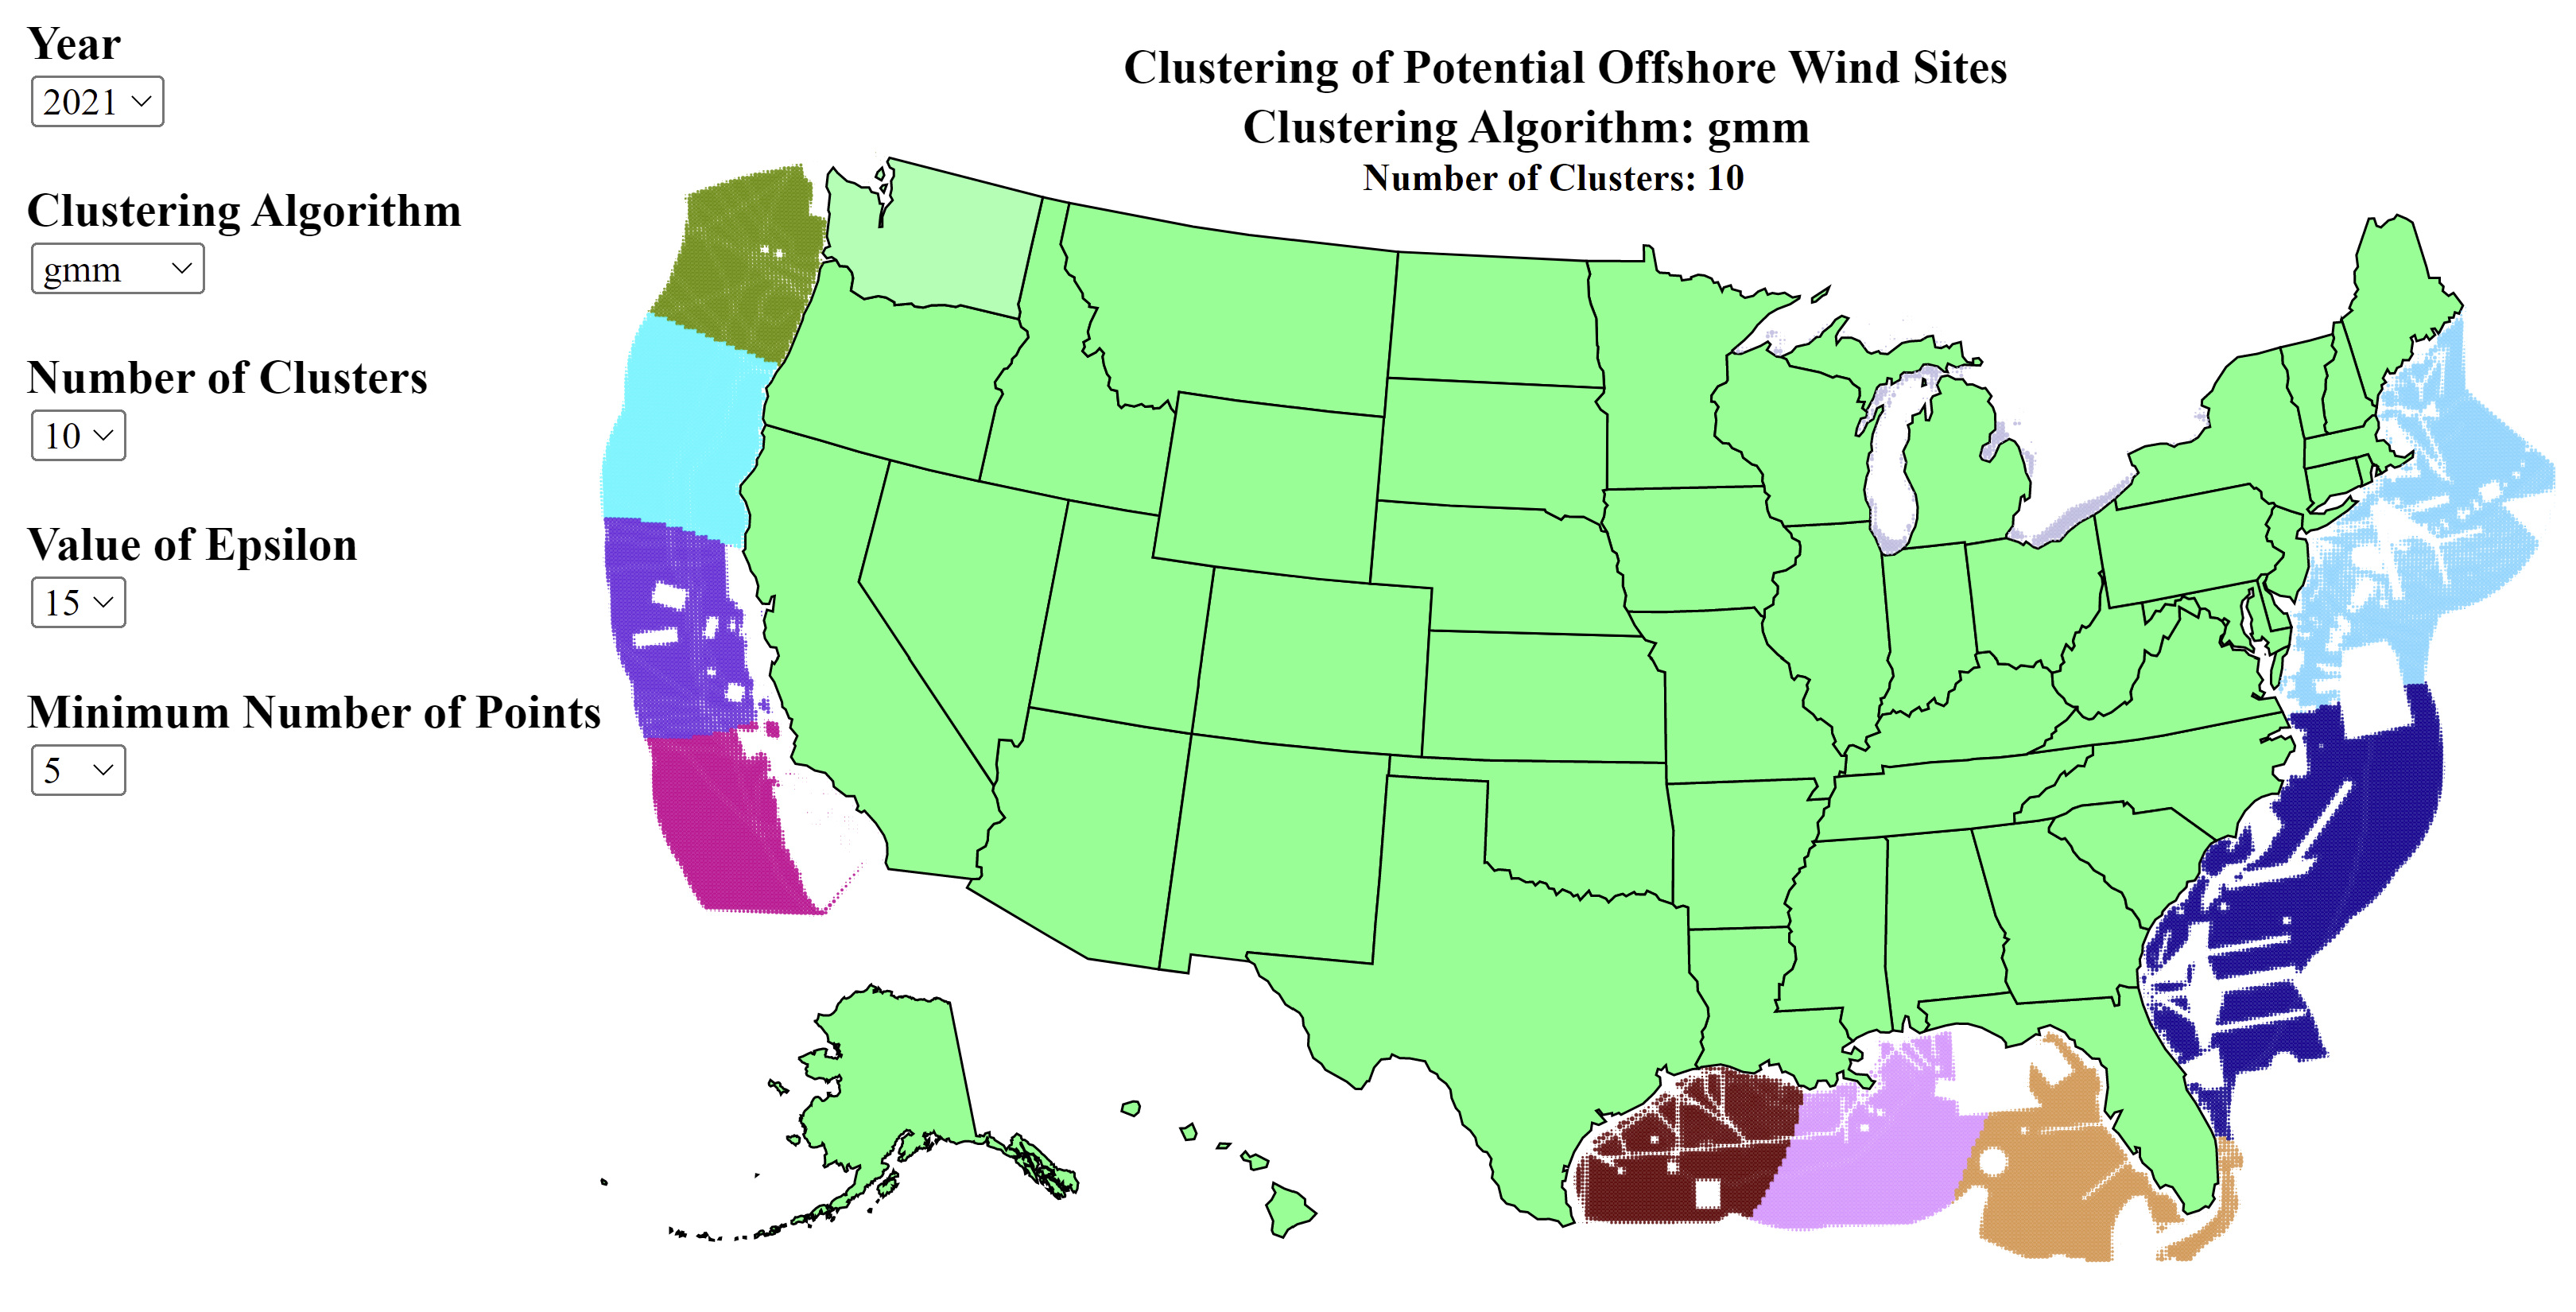 Year
2021
Clustering Algorithm
gmm
Number of Clusters
10
Value of Epsilon
15
Minimum Number of Points
5
Clustering of Potential Offshore Wind Sites
Clustering Algorithm: gmm
Number of Clusters: 10